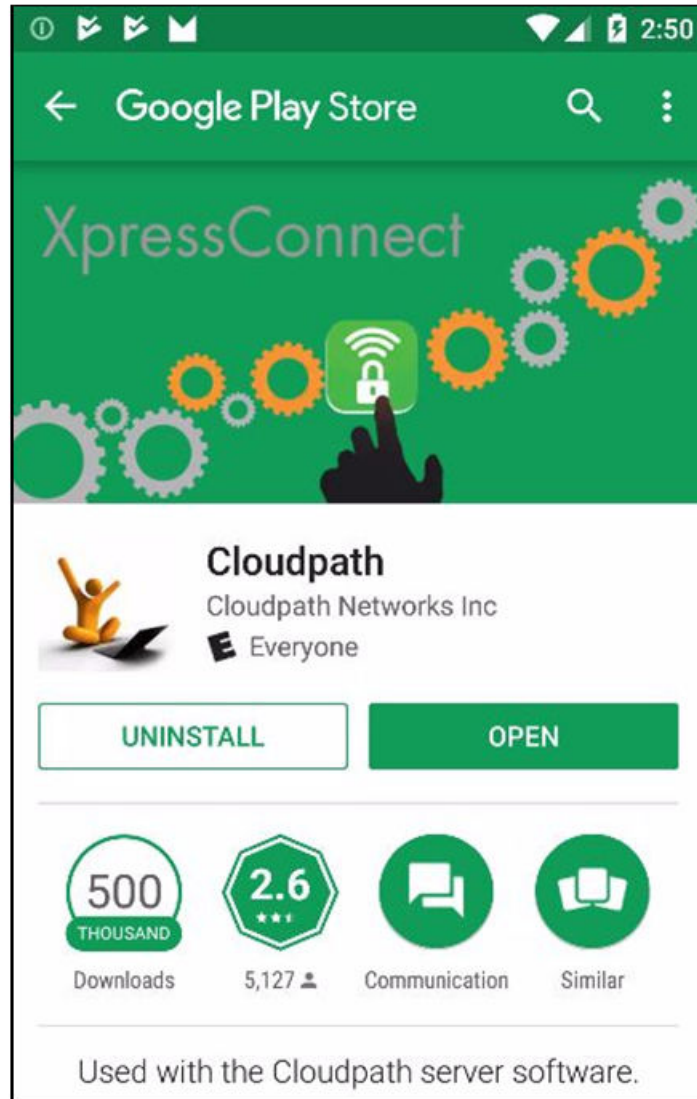 2:50
Google Play Store
XpressConnect
Cloudpath
Cloudpath Networks Inc
E Everyone
UNINSTALL OPEN
500
THOUSAND
2.6
Downloads 5,127 Communication Similar
Used with the Cloudpath server software.